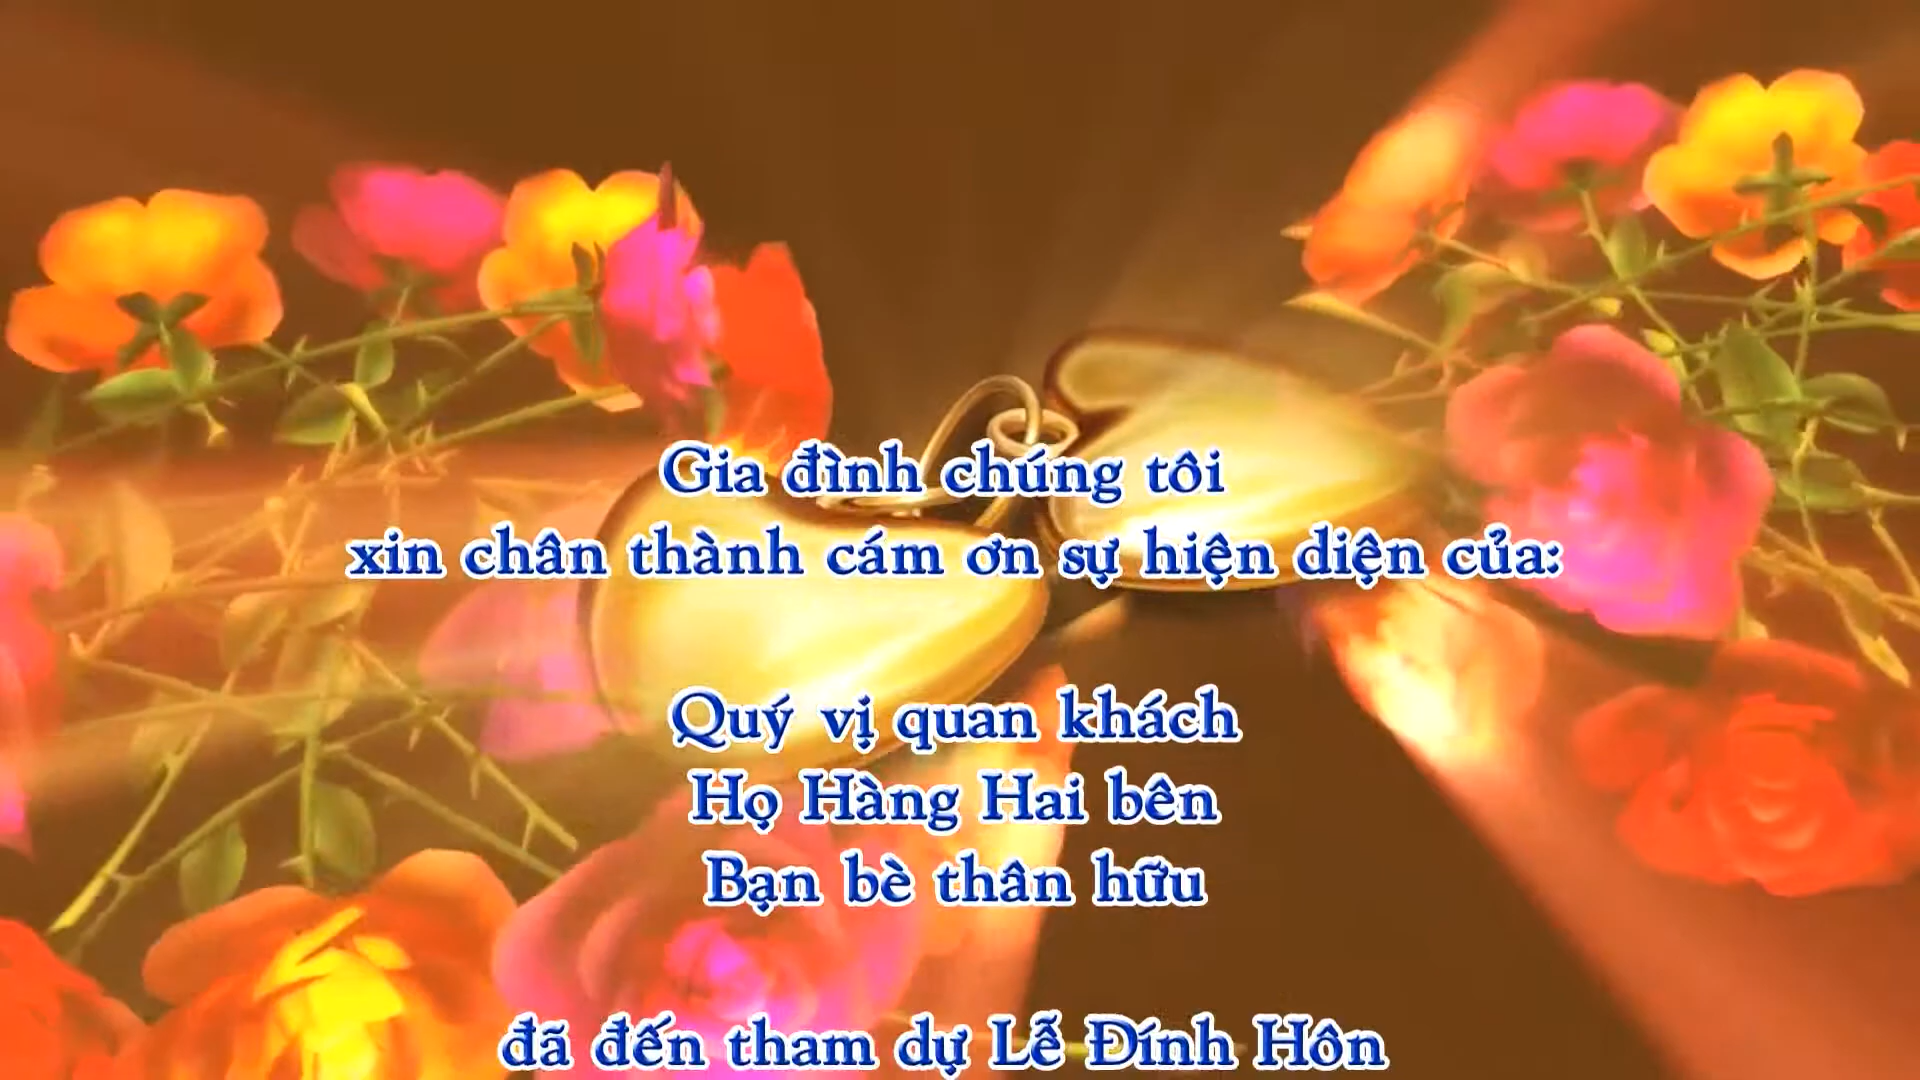 Gia đình chúng tôi
xin chân thành cám ơn sự hiện diện của:
Quý vị quan khách
Họ Hàng Hai bên
Bạn bè thân hữu
đã đến tham dự Lễ Đính Hôn